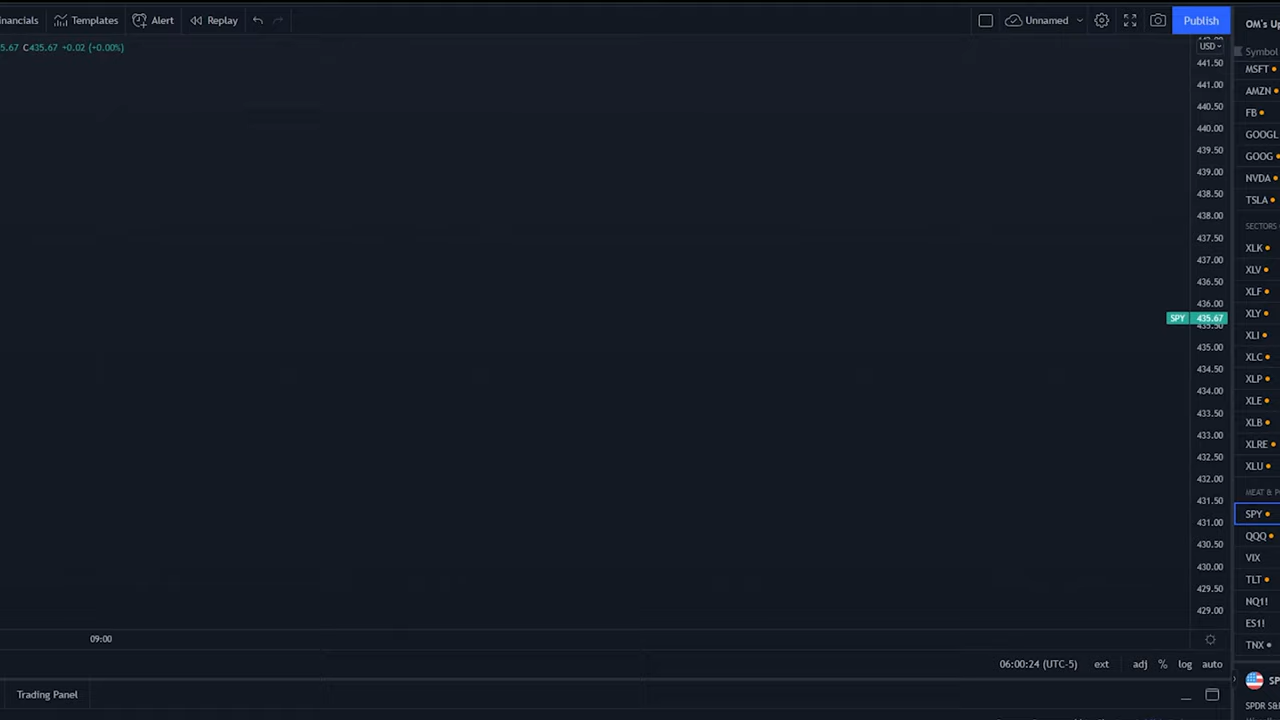 inancials Templates Alert Replay Unnamed Publish
5.67 C435.67 +0.02 (+0.00%)
USD
441.50
441.00
440.50
440.00
439.50
439.00
438.50
438.00
437.50
437.00
436.50
436.00
SPY 435.67
435.50
435.00
434.50
434.00
433.50
433.00
432.50
432.00
431.50
431.00
430.50
430.00
429.50
429.00
09:00
06:00:24 (UTC-5) ext adj % log auto
Trading Panel
OM's Up
Symbol
MSFT
AMZN
FB
GOOGL
GOOG
NVDA
TSLA
SECTORS
XLK
XLV
XLF
XLY
XLI
XLC
XLP
XLE
XLB
XLRE
XLU
MEAT & P
SPY
QQQ
VIX
TLT
NQ1!
ES1!
TNX
SP
SPDR S&